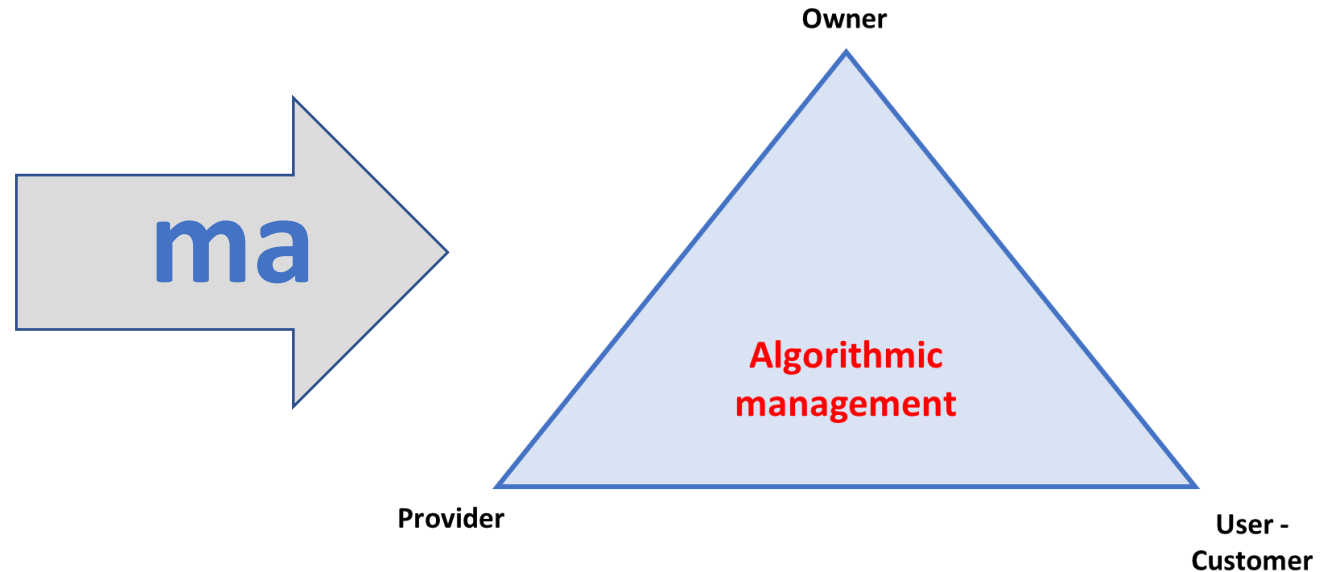 Owner
ma
Algorithmic
management
Provider
User -
Customer